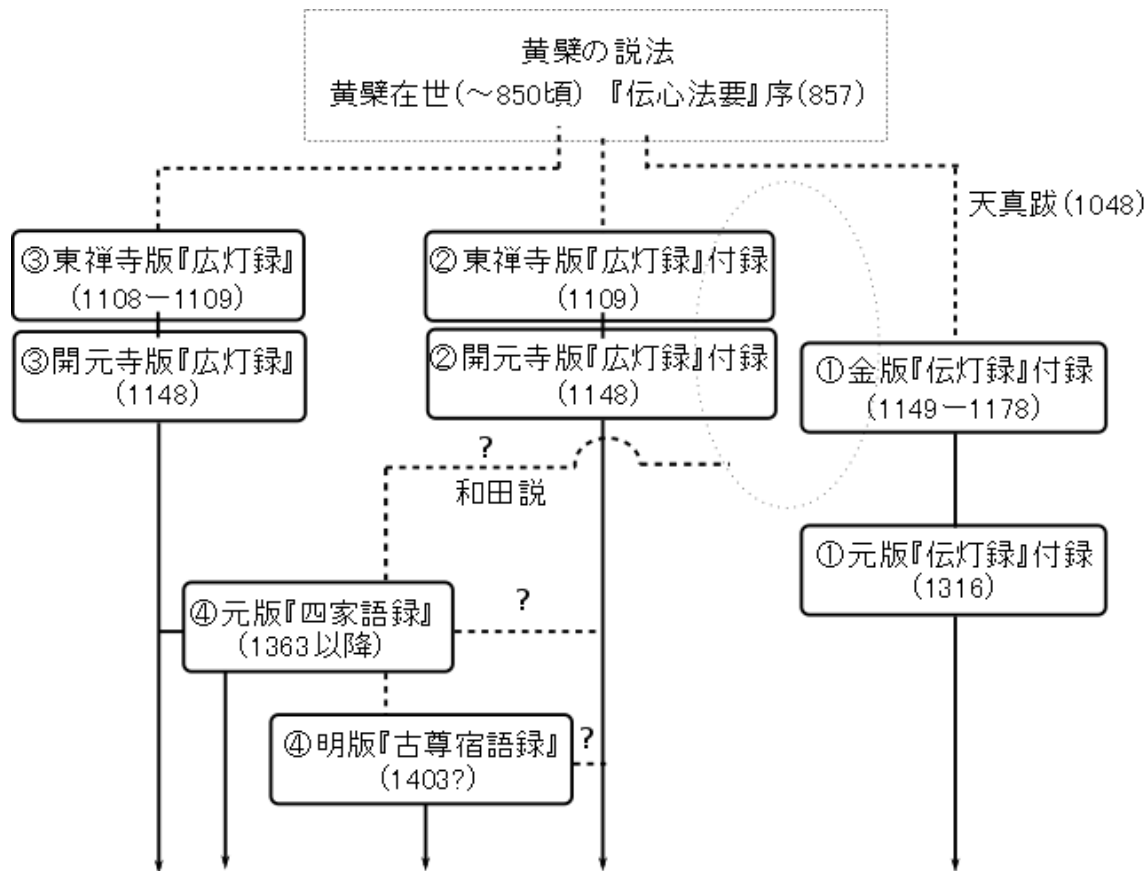 黄檗の説法
黄檗在世(～850頃) 『伝心法要』序(857)
天真跋(1048)
③東禅寺版『広灯録』
(1108－1109)
②東禅寺版『広灯録』付録
(1109)
③開元寺版『広灯録』
(1148)
②開元寺版『広灯録』付録
(1148)
①金版『伝灯録』付録
(1149－1178)
?
和田説
①元版『伝灯録』付録
(1316)
④元版『四家語録』
(1363以降)
?
④明版『古尊宿語録』
(1403?)
?